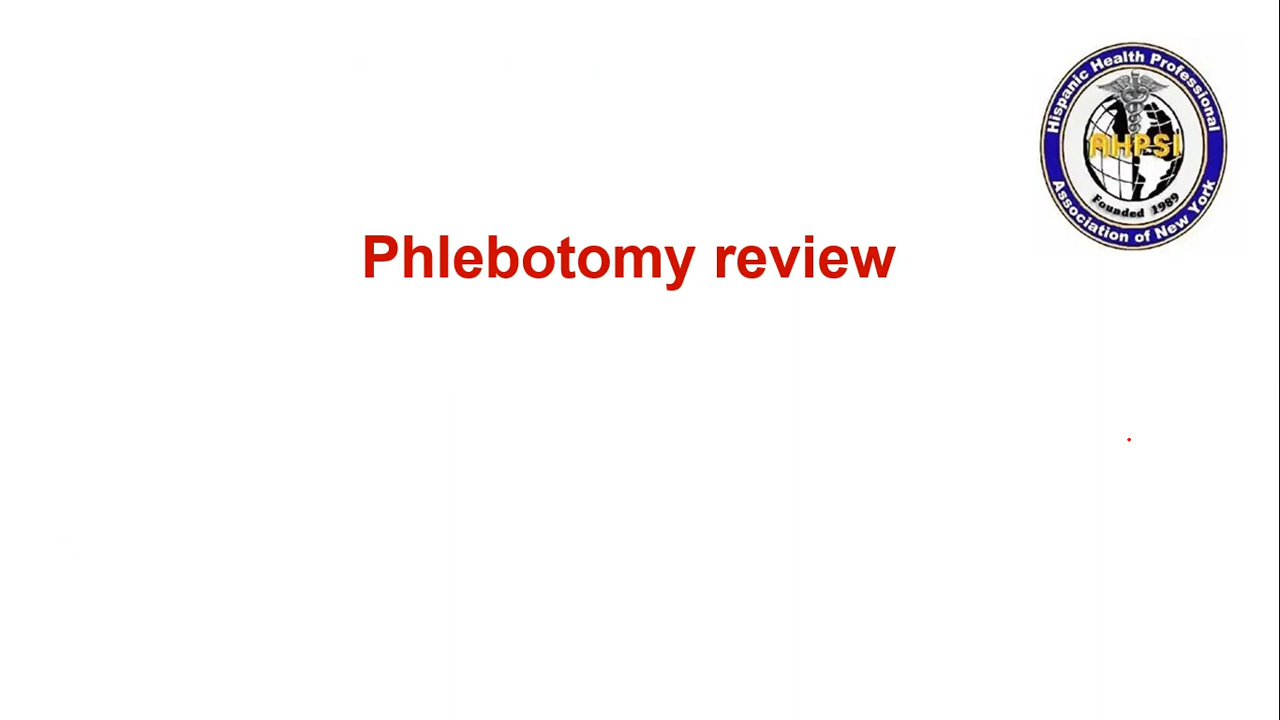 Hispanic Health Professional
AHPSI
Founded 1989
Association of New York
Phlebotomy review